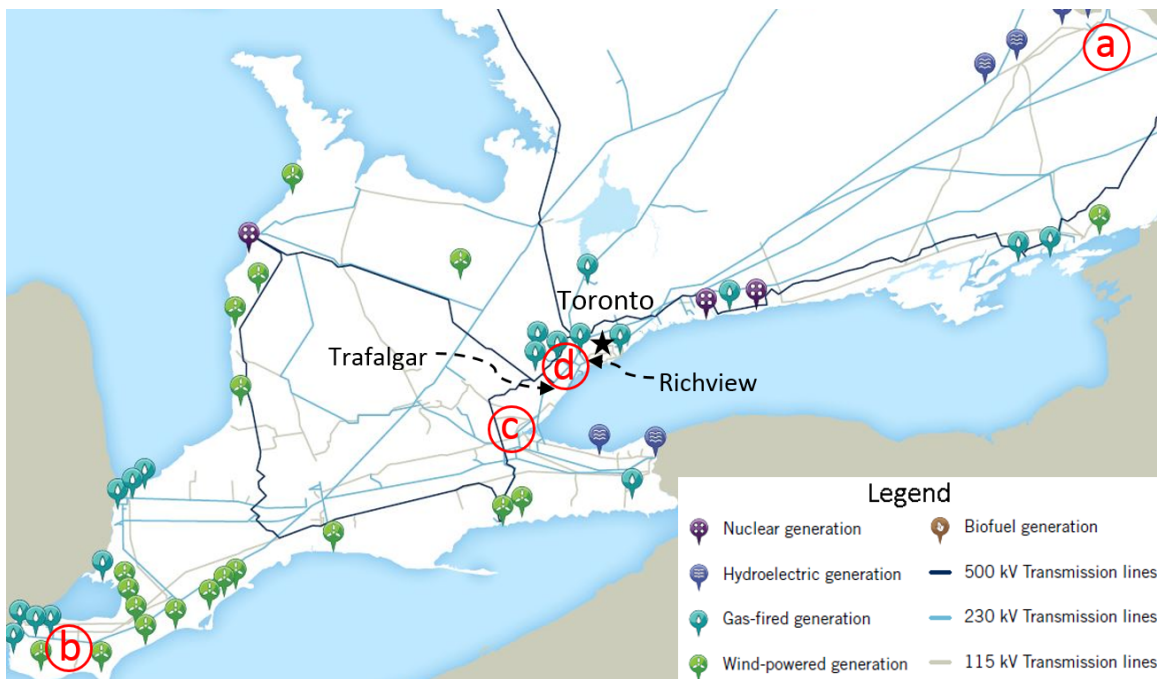 a
Toronto
Trafalgar
d
Richview
c
b
Legend
Nuclear generation
Biofuel generation
Hydroelectric generation
500 kV Transmission lines
Gas-fired generation
230 kV Transmission lines
Wind-powered generation
115 kV Transmission lines